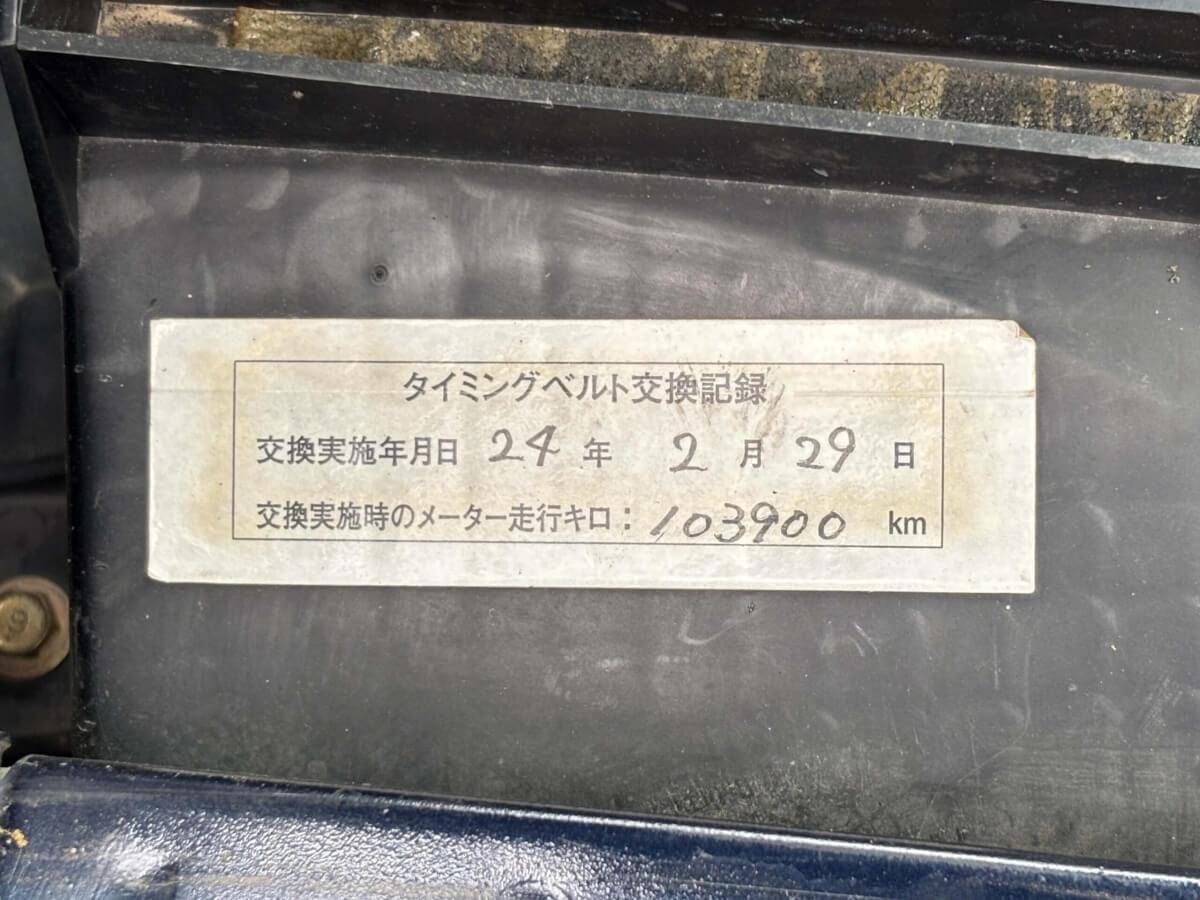 タイミングベルト交換記録
交換実施年月日 24 年 2 月 29 日
交換実施時のメーター走行キロ：103900 km